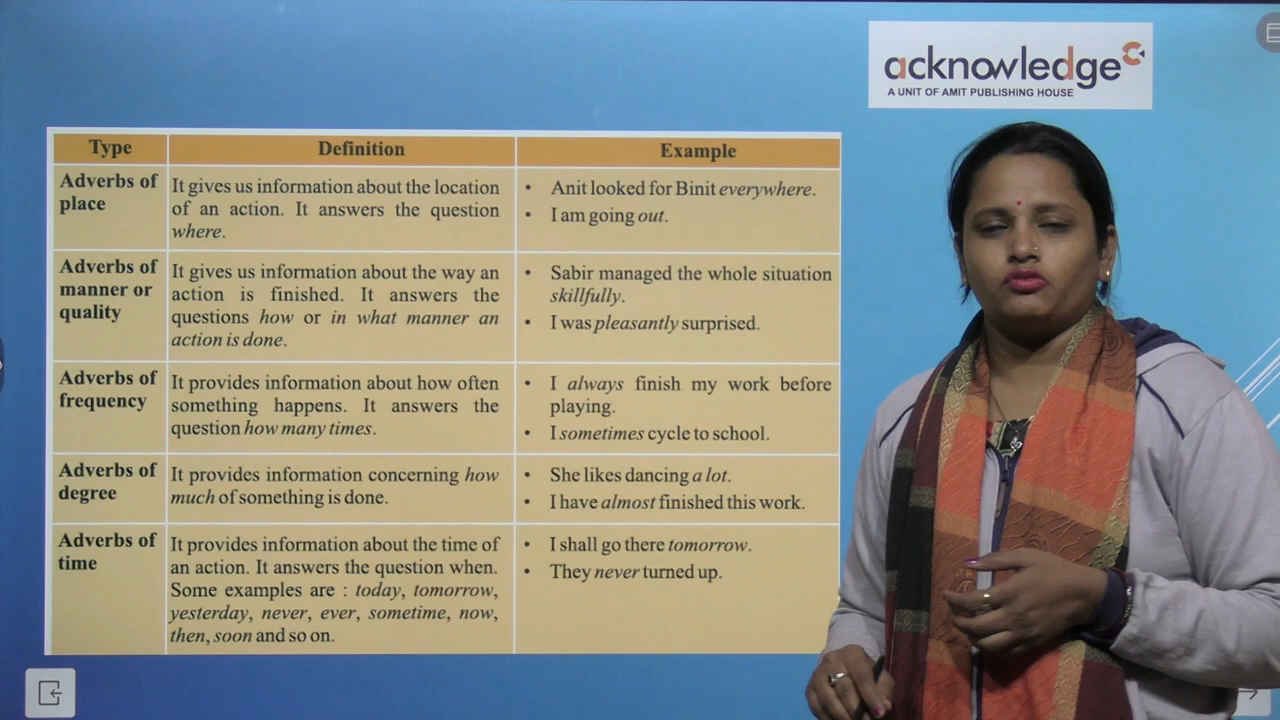 acknowledge
A UNIT OF AMIT PUBLISHING HOUSE
Type
Definition
Example
Adverbs of
place
It gives us information about the location
of an action. It answers the question
where.
• Anit looked for Binit everywhere.
• I am going out.
Adverbs of
manner or
quality
It gives us information about the way an
action is finished. It answers the
questions how or in what manner an
action is done.
• Sabir managed the whole situation
skillfully.
• I was pleasantly surprised.
Adverbs of
frequency
It provides information about how often
something happens. It answers the
question how many times.
• I always finish my work before
playing.
• I sometimes cycle to school.
Adverbs of
degree
It provides information concerning how
much of something is done.
• She likes dancing a lot.
• I have almost finished this work.
Adverbs of
time
It provides information about the time of
an action. It answers the question when.
Some examples are : today, tomorrow,
yesterday, never, ever, sometime, now,
then, soon and so on.
• I shall go there tomorrow.
• They never turned up.